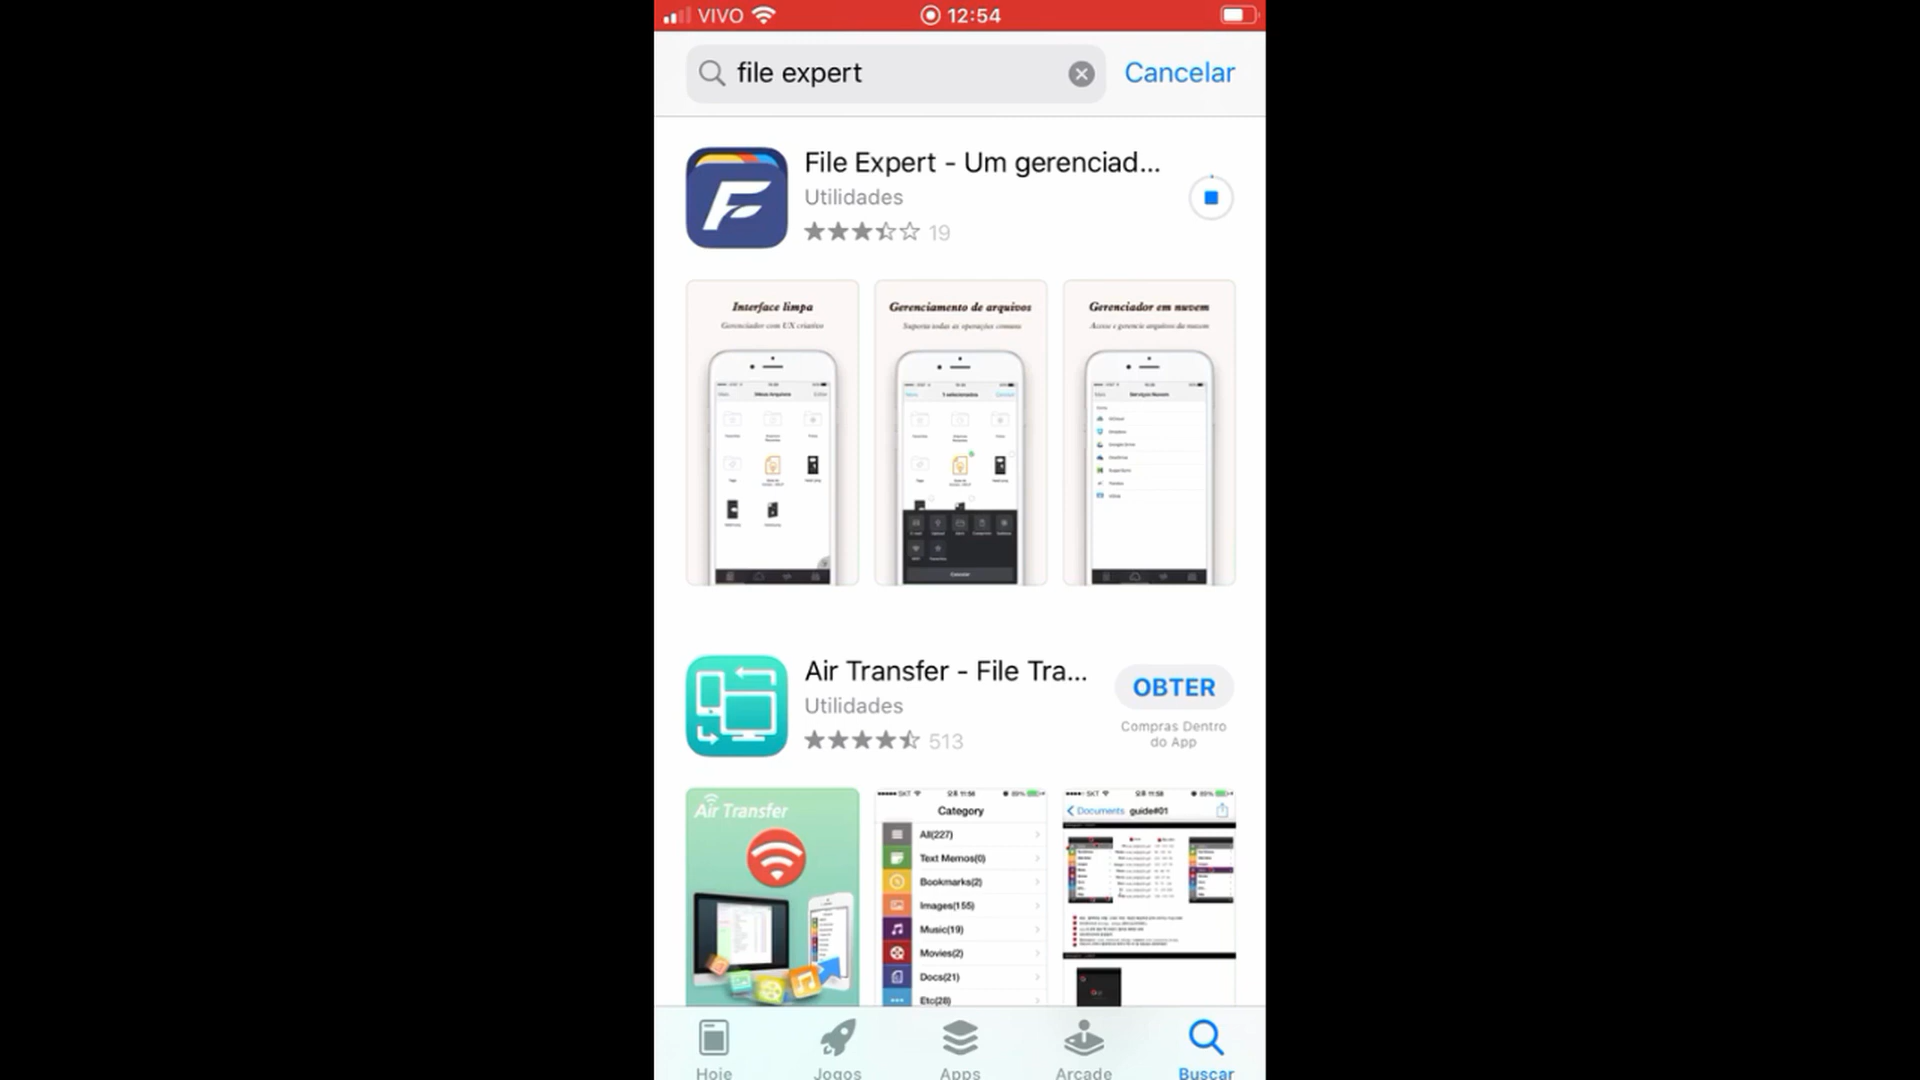 VIVO 12:54
file expert
Cancelar
File Expert - Um gerenciad...
Utilidades
19
Interface limpa
Gerenciador com UX criativo
Gerenciamento de arquivos
Suporta todas as operações comuns
Gerenciador em nuvem
Acesse e gerencie arquivos da nuvem
Air Transfer - File Tra...
OBTER
Utilidades
Compras Dentro
do App
513
Air Transfer
Category
All(227)
Text Memos(0)
Bookmarks(2)
Images(155)
Music(19)
Movies(2)
Docs(21)
Etc(28)
Documents guide#01
Hoje
Jogos
Apps
Arcade
Buscar